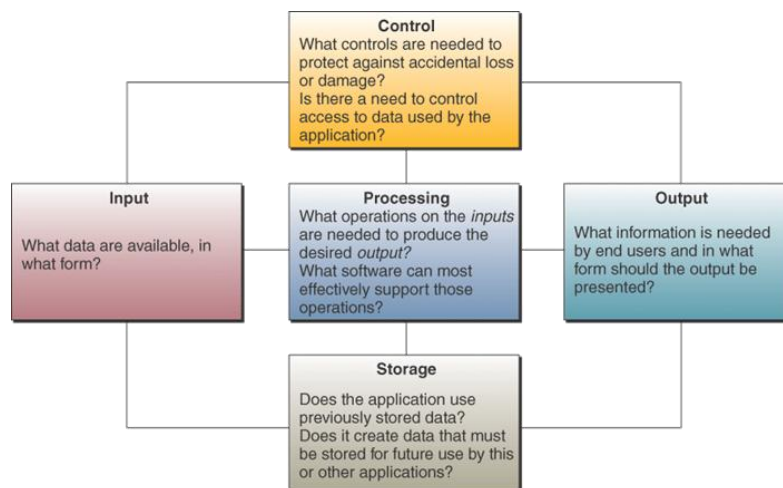 Control
What controls are needed to
protect against accidental loss
or damage?
Is there a need to control
access to data used by the
application?
Input
What data are available, in
what form?
Processing
What operations on the inputs
are needed to produce the
desired output?
What software can most
effectively support those
operations?
Output
What information is needed
by end users and in what
form should the output be
presented?
Storage
Does the application use
previously stored data?
Does it create data that must
be stored for future use by this
or other applications?